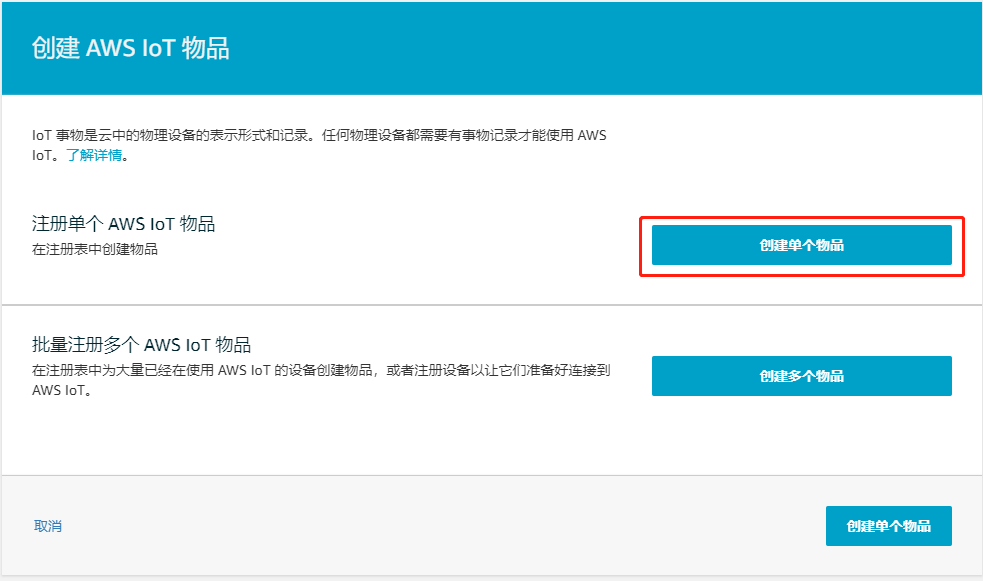 创建 AWS IoT 物品
IoT 事物是云中的物理设备的表示形式和记录。任何物理设备都需要有事物记录才能使用 AWS
IoT。了解详情。
注册单个 AWS IoT 物品
在注册表中创建物品
创建单个物品
批量注册多个 AWS IoT 物品
在注册表中为大量已经在使用 AWS IoT 的设备创建物品，或者注册设备以让它们准备好连接到
AWS IoT。
创建多个物品
取消
创建单个物品